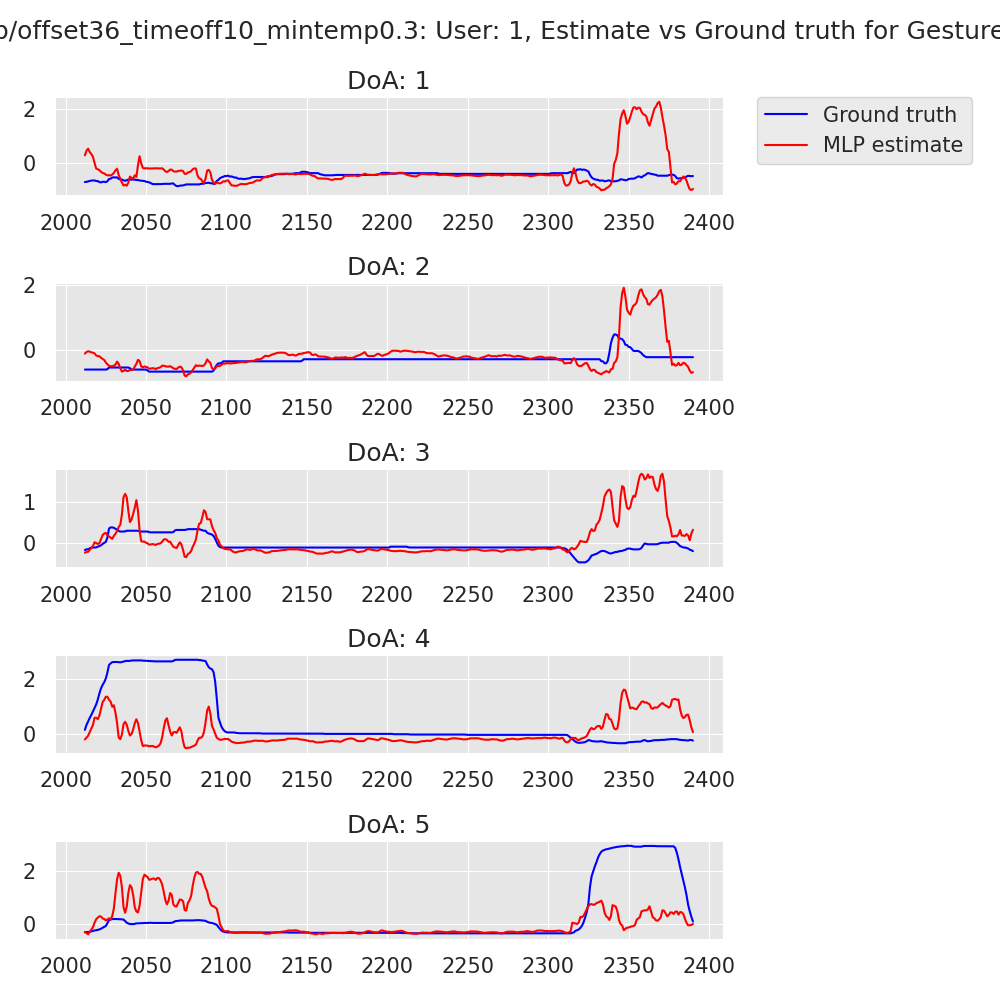 o/offset36_timeoff10_mintemp0.3: User: 1, Estimate vs Ground truth for Gesture
DoA: 1
Ground truth
MLP estimate
2
0
2000 2050 2100 2150 2200 2250 2300 2350 2400
DoA: 2
2
0
2000 2050 2100 2150 2200 2250 2300 2350 2400
DoA: 3
1
0
2000 2050 2100 2150 2200 2250 2300 2350 2400
DoA: 4
2
0
2000 2050 2100 2150 2200 2250 2300 2350 2400
DoA: 5
2
0
2000 2050 2100 2150 2200 2250 2300 2350 2400